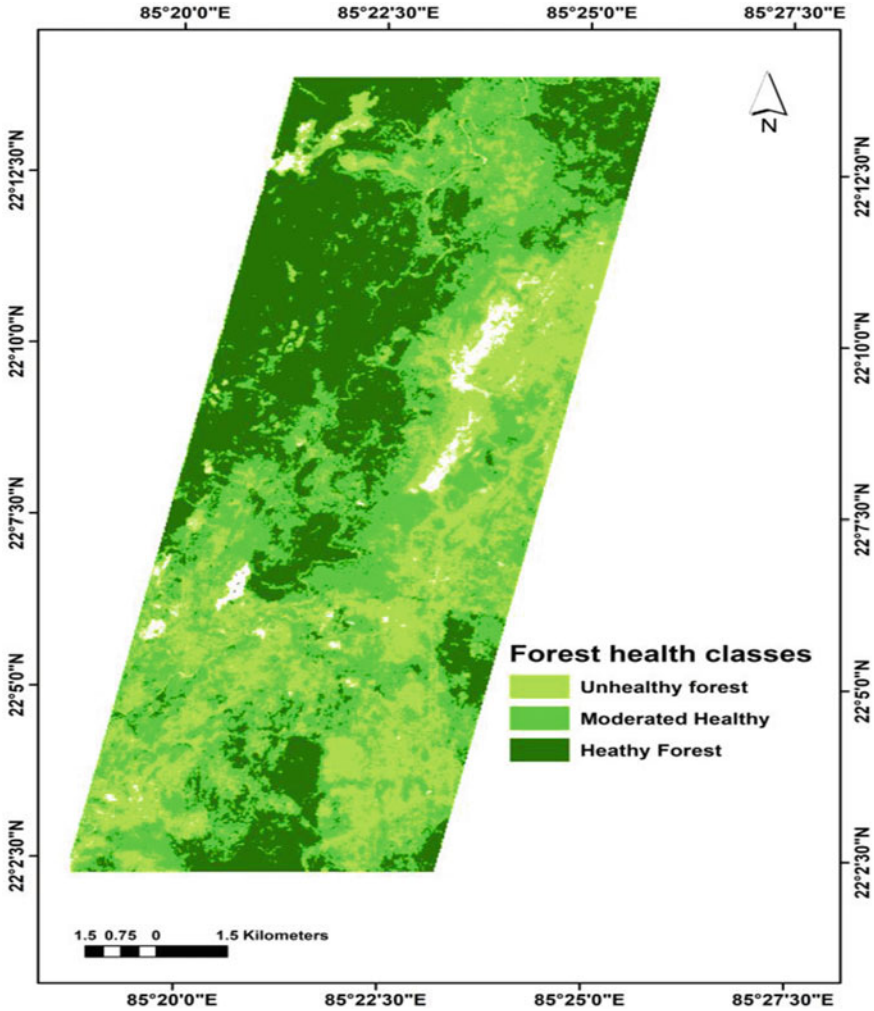 85°20'0"E 85°22'30"E 85°25'0"E 85°27'30"E
N
22°12'30"N 22°12'30"N
22°10'0"N 22°10'0"N
22°7'30"N 22°7'30"N
22°5'0"N 22°5'0"N
22°2'30"N 22°2'30"N
Forest health classes
Unhealthy forest
Moderated Healthy
Heathy Forest
1.5 0.75 0 1.5 Kilometers
85°20'0"E 85°22'30"E 85°25'0"E 85°27'30"E